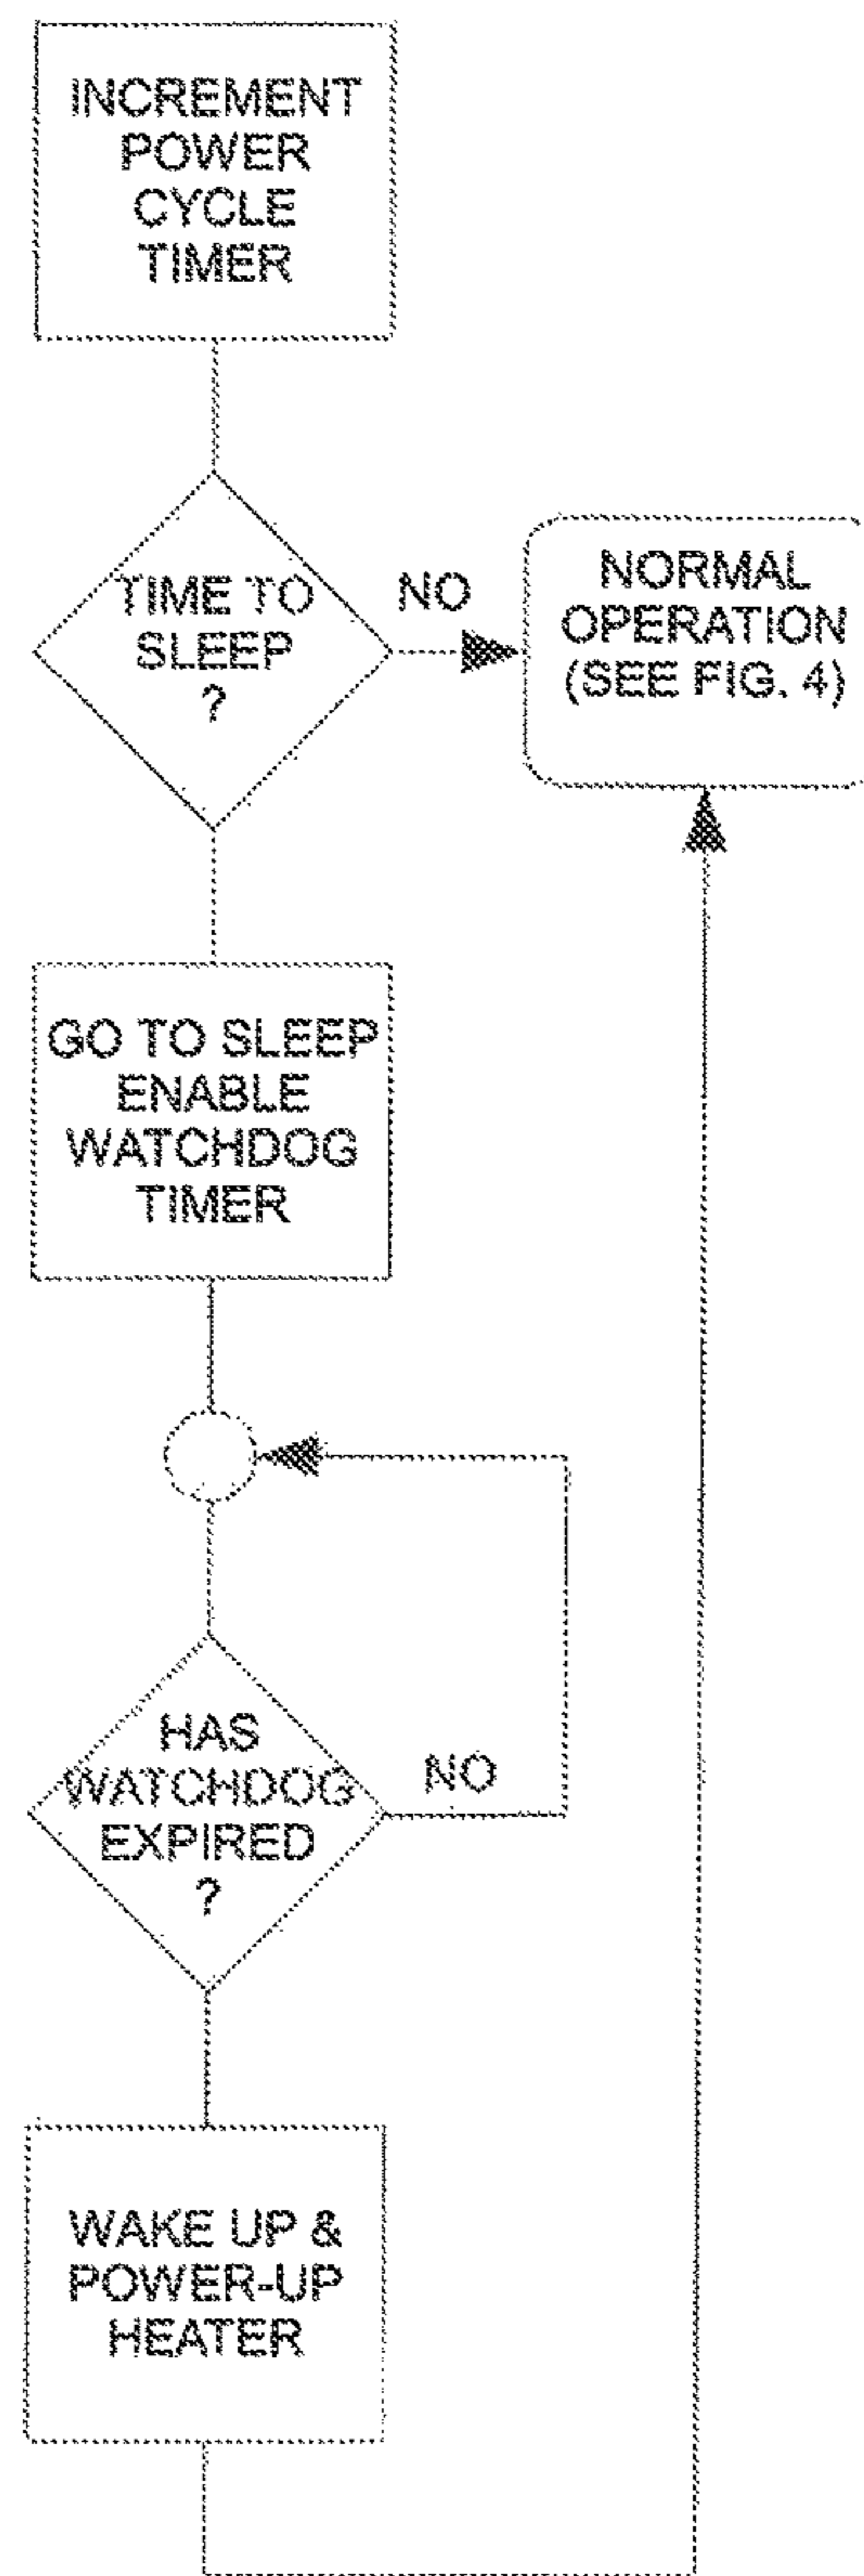 INCREMENT
POWER
CYCLE
TIMER
TIME TO
SLEEP
?
NO
NORMAL
OPERATION
(SEE FIG. 4)
GO TO SLEEP
ENABLE
WATCHDOG
TIMER
HAS
WATCHDOG
EXPIRED
?
NO
WAKE UP &
POWER-UP
HEATER